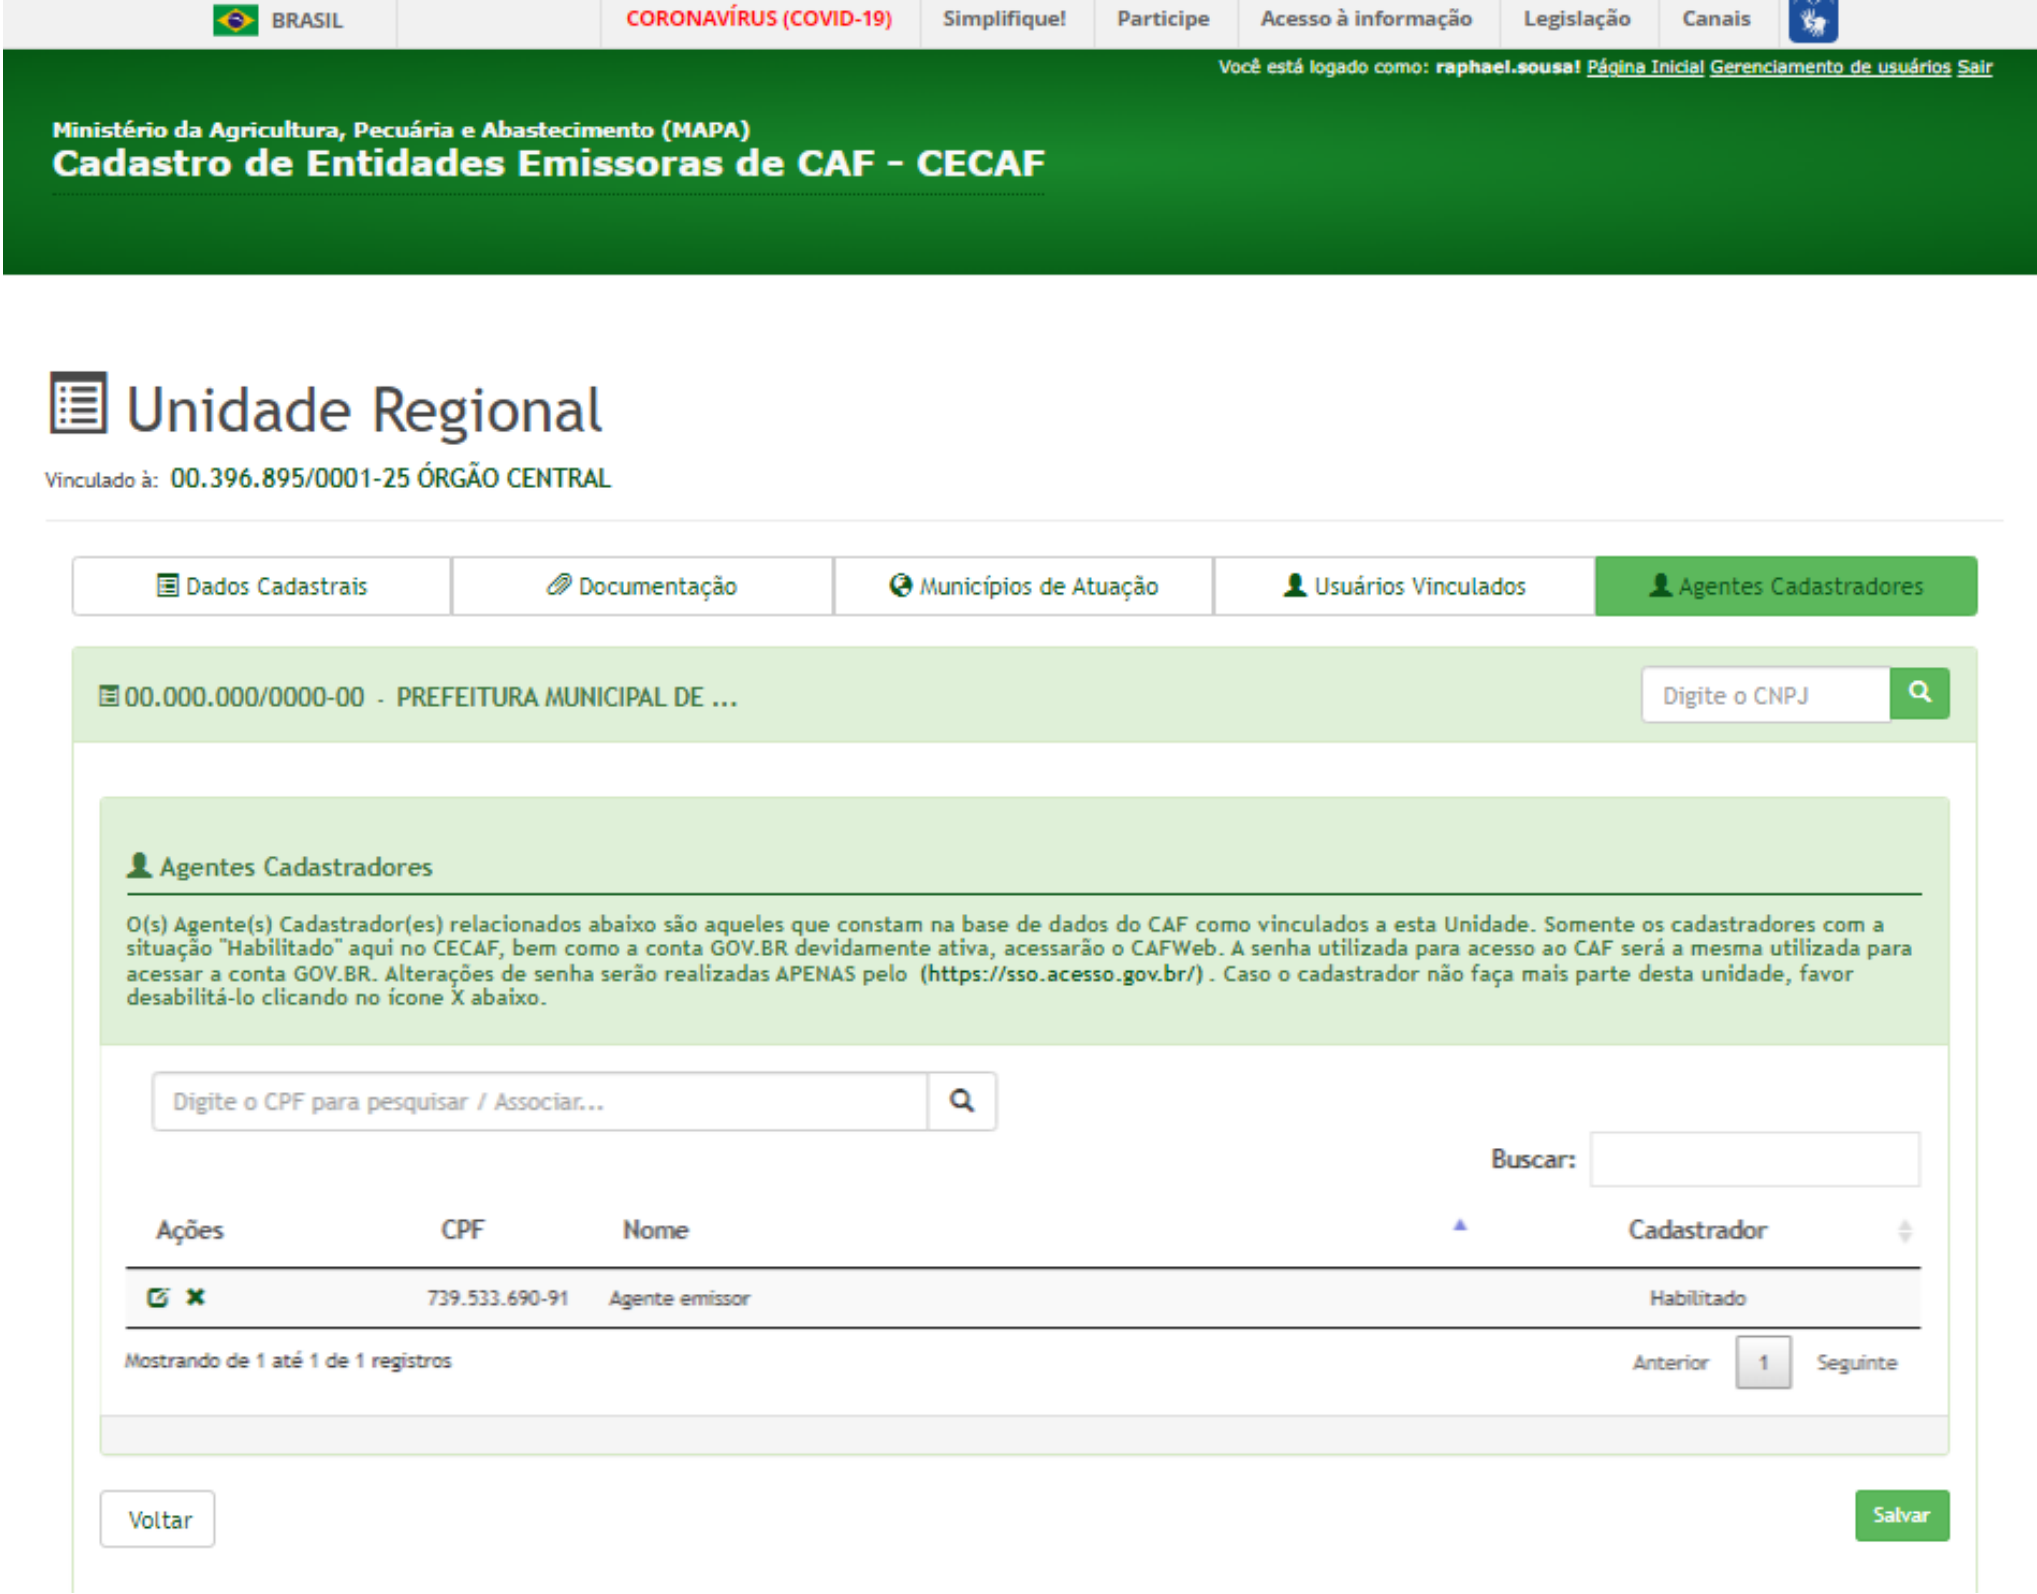 BRASIL CORONAVÍRUS (COVID-19) Simplifique! Participe Acesso à informação Legislação Canais
Você está logado como: raphael.sousa! Página Inicial Gerenciamento de usuários Sair
Ministério da Agricultura, Pecuária e Abastecimento (MAPA)
Cadastro de Entidades Emissoras de CAF - CECAF
Unidade Regional
Vinculado à: 00.396.895/0001-25 ÓRGÃO CENTRAL
Dados Cadastrais Documentação Municípios de Atuação Usuários Vinculados Agentes Cadastradores
00.000.000/0000-00 - PREFEITURA MUNICIPAL DE ... Digite o CNPJ
Agentes Cadastradores
O(s) Agente(s) Cadastrador(es) relacionados abaixo são aqueles que constam na base de dados do CAF como vinculados a esta Unidade. Somente os cadastradores com a
situação "Habilitado" aqui no CECAF, bem como a conta GOV.BR devidamente ativa, acessarão o CAFWeb. A senha utilizada para acesso ao CAF será a mesma utilizada para
acessar a conta GOV.BR. Alterações de senha serão realizadas APENAS pelo (https://sso.acesso.gov.br/) . Caso o cadastrador não faça mais parte desta unidade, favor
desabilitá-lo clicando no ícone X abaixo.
Digite o CPF para pesquisar / Associar...
Buscar:
Ações CPF Nome Cadastrador
739.533.690-91 Agente emissor Habilitado
Mostrando de 1 até 1 de 1 registros Anterior 1 Seguinte
Voltar Salvar